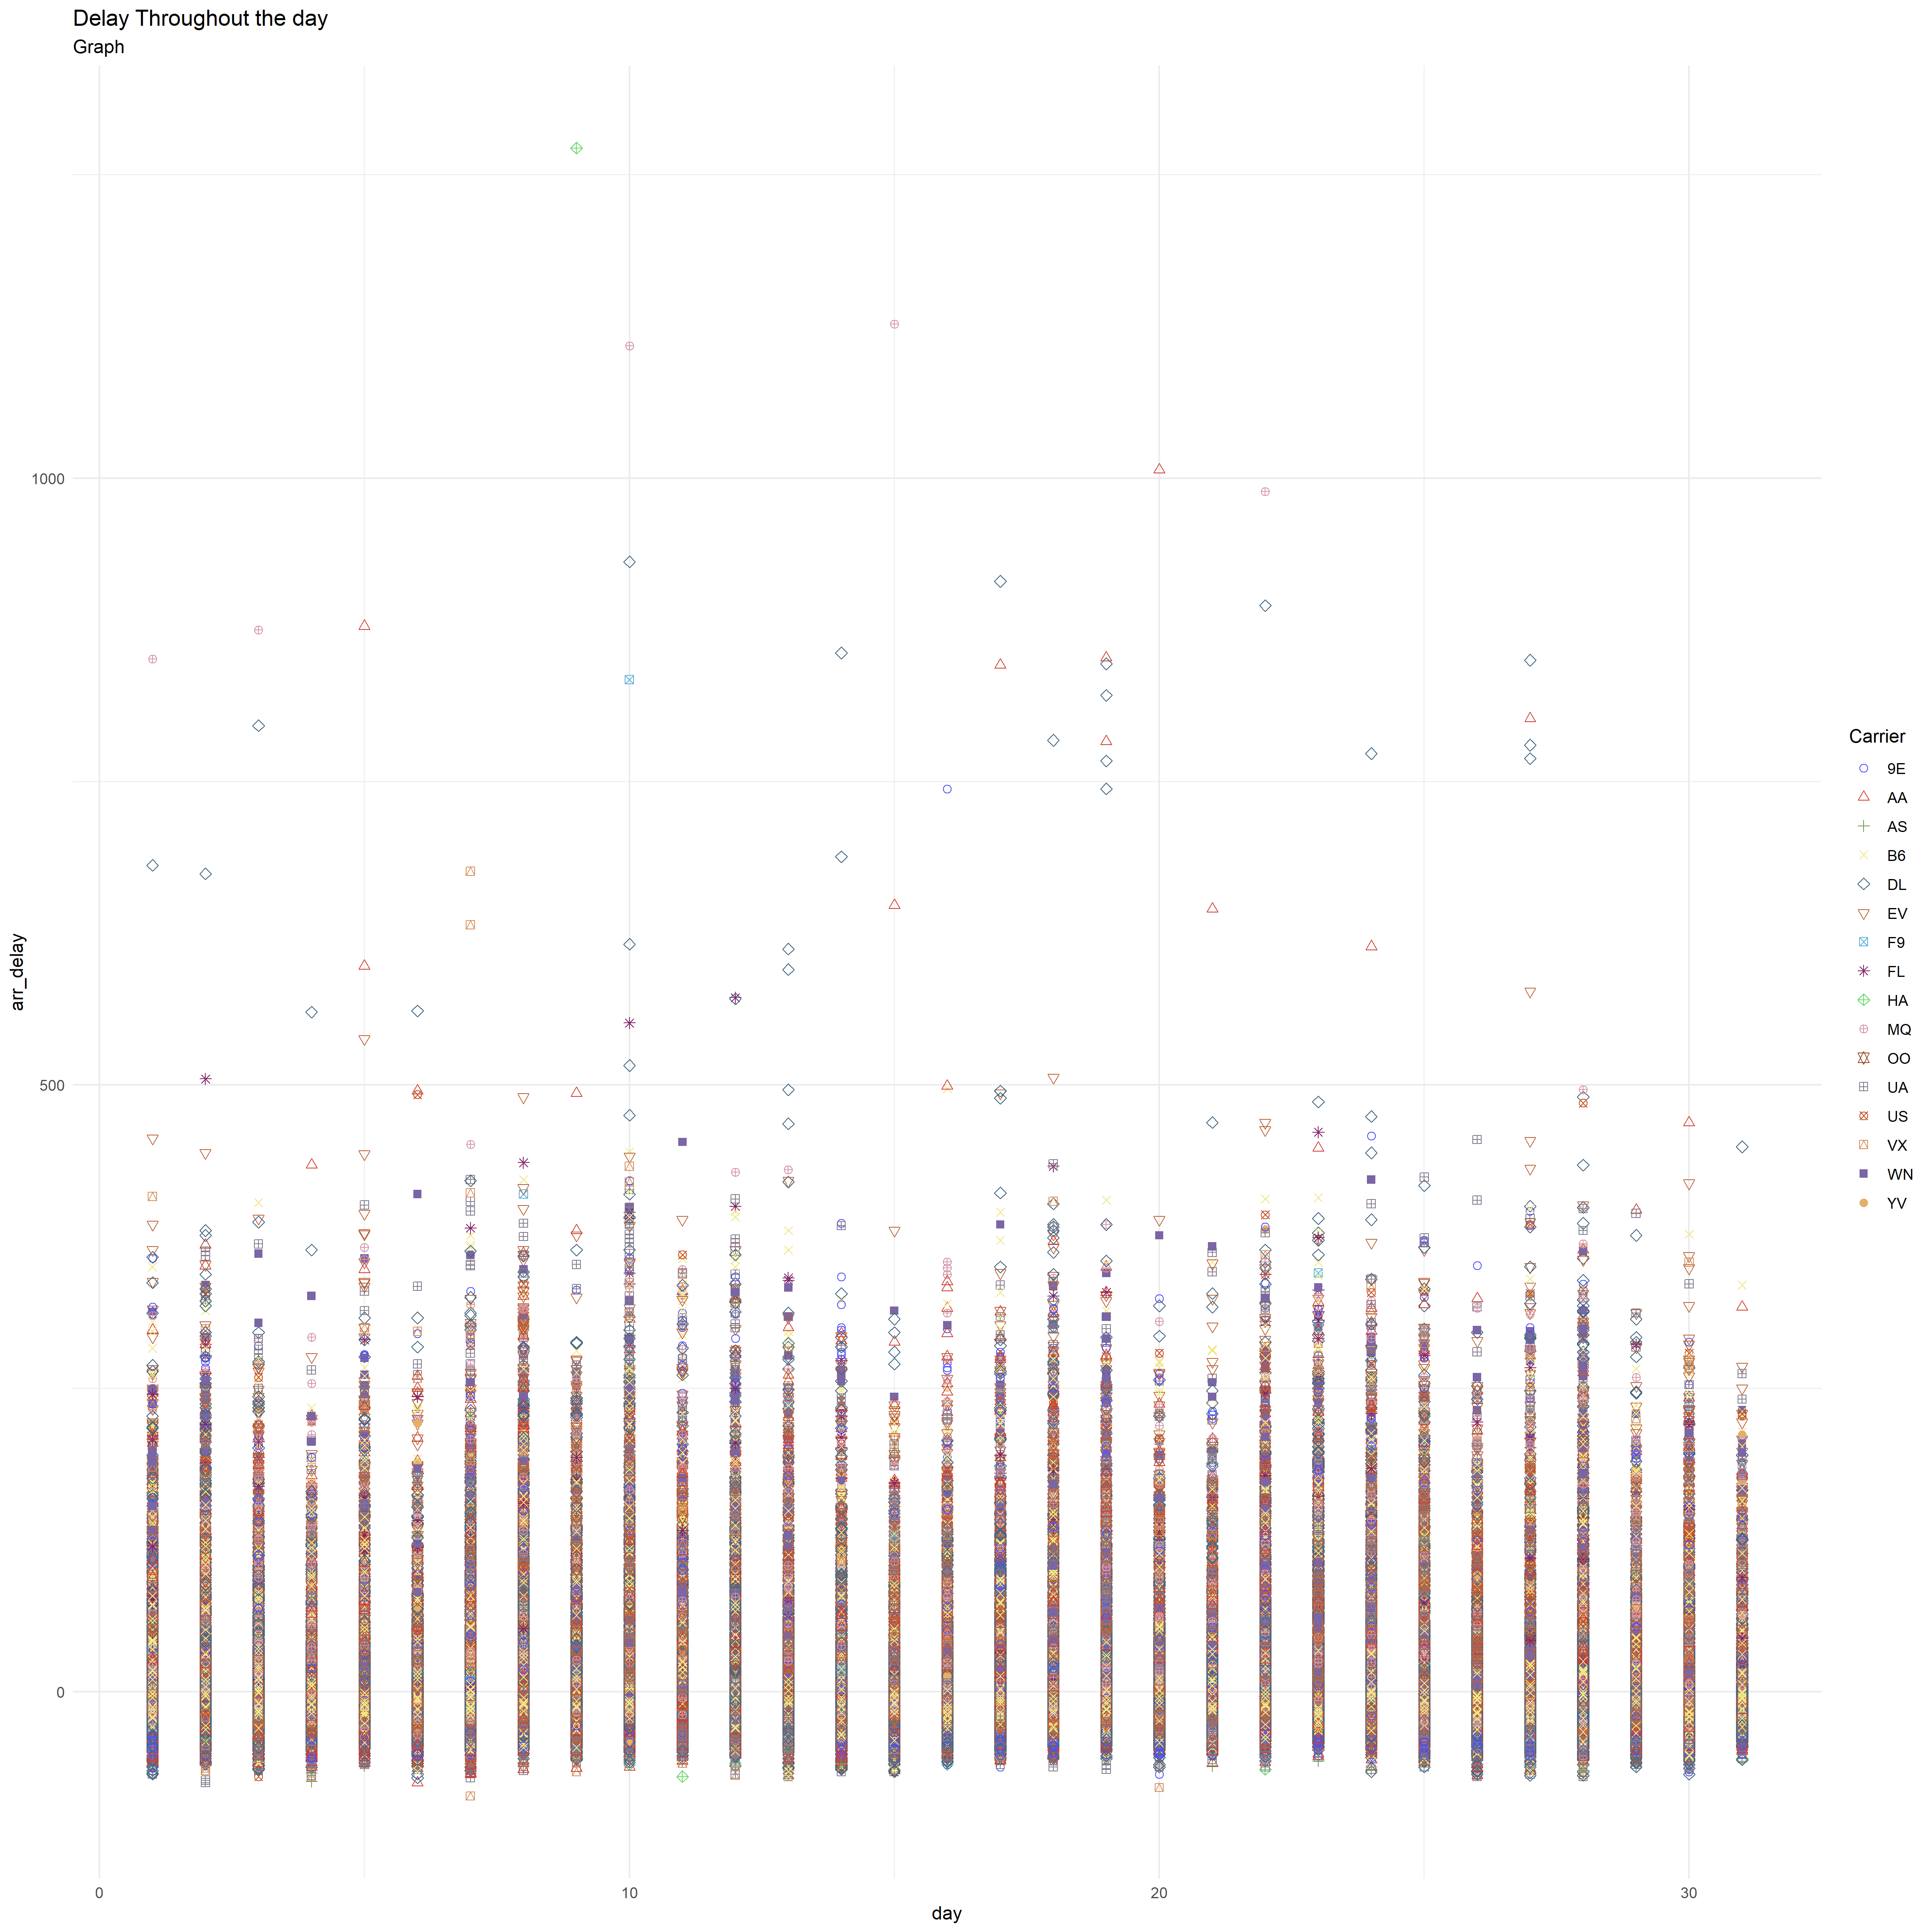 Delay Throughout the day
Graph
1000
500
0
arr_delay
0
10
20
30
day
Carrier
9E
AA
AS
B6
DL
EV
F9
FL
HA
MQ
OO
UA
US
VX
WN
YV